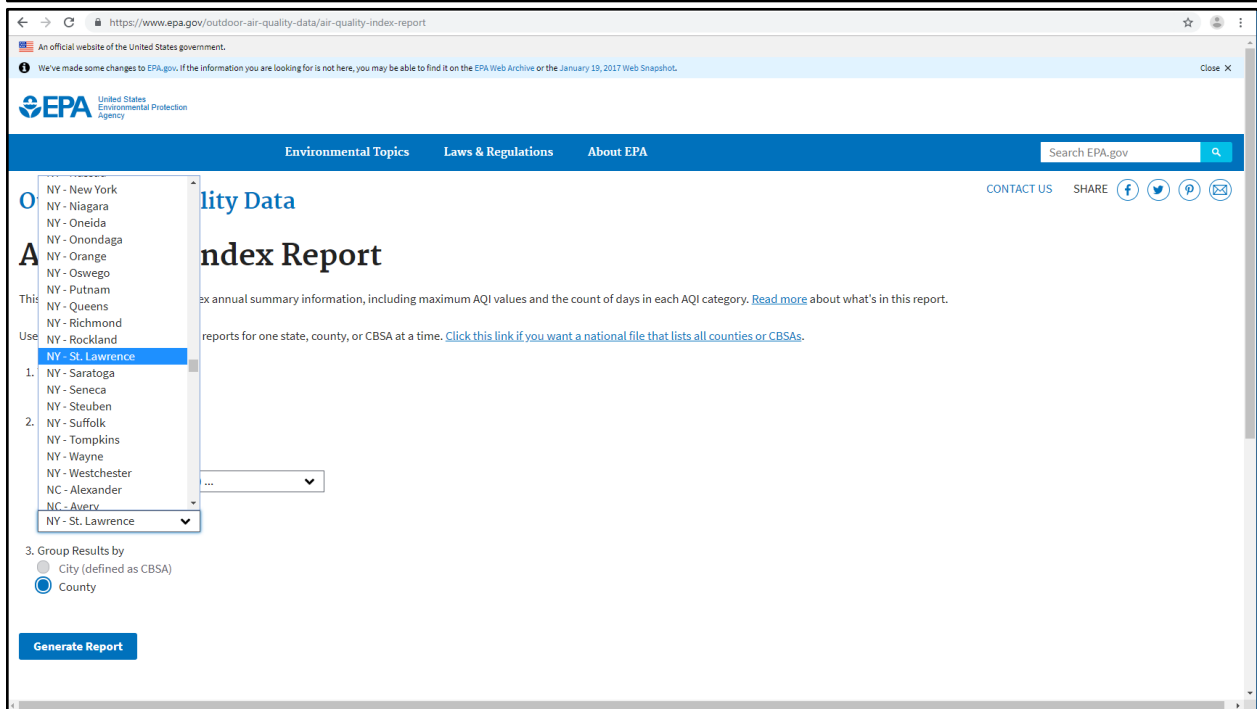 https://www.epa.gov/outdoor-air-quality-data/air-quality-index-report
An official website of the United States government.
We've made some changes to EPA.gov. If the information you are looking for is not here, you may be able to find it on the EPA Web Archive or the January 19, 2017 Web Snapshot.
Close X
EPA
United States
Environmental Protection
Agency
Environmental Topics Laws & Regulations About EPA
Search EPA.gov
CONTACT US SHARE
lity Data
ndex Report
ex annual summary information, including maximum AQI values and the count of days in each AQI category. Read more about what's in this report.
reports for one state, county, or CBSA at a time. Click this link if you want a national file that lists all counties or CBSAs.
1.
2.
NY - New York
NY - Niagara
NY - Oneida
NY - Onondaga
NY - Orange
NY - Oswego
NY - Putnam
NY - Queens
NY - Richmond
NY - Rockland
NY - St. Lawrence
NY - Saratoga
NY - Seneca
NY - Steuben
NY - Suffolk
NY - Tompkins
NY - Wayne
NY - Westchester
NC - Alexander
NC - Avery
...
NY - St. Lawrence
3. Group Results by
City (defined as CBSA)
County
Generate Report